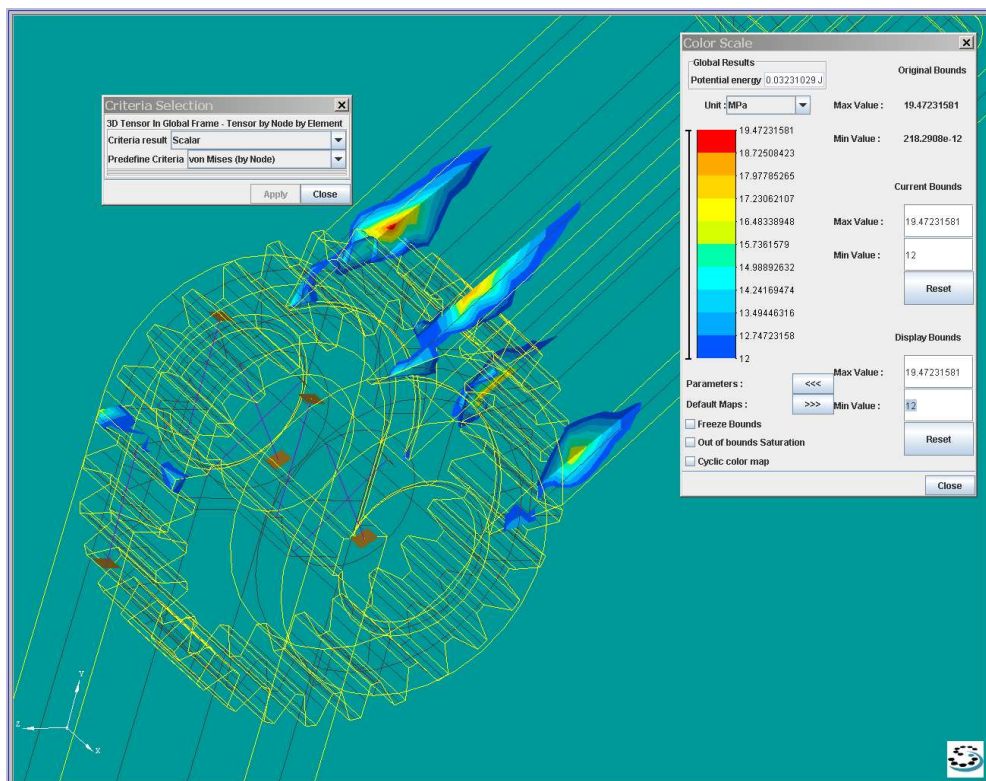 Criteria Selection
3D Tensor In Global Frame - Tensor by Node by Element
Criteria result Scalar
Predefine Criteria von Mises (by Node)
Apply Close
Color Scale
Global Results
Potential energy 0.03231029 J
Original Bounds
Unit : MPa
Max Value : 19.47231581
Min Value : 218.2908e-12
19.47231581
18.72508423
17.97785265
17.23062107
16.48338948
15.7361579
14.98892632
14.24169474
13.49446316
12.74723158
12
Current Bounds
Max Value : 19.47231581
Min Value : 12
Reset
Display Bounds
Max Value : 19.47231581
Min Value : 12
Reset
Parameters : <<<
Default Maps : >>>
Freeze Bounds
Out of bounds Saturation
Cyclic color map
Close
Y
Z
X